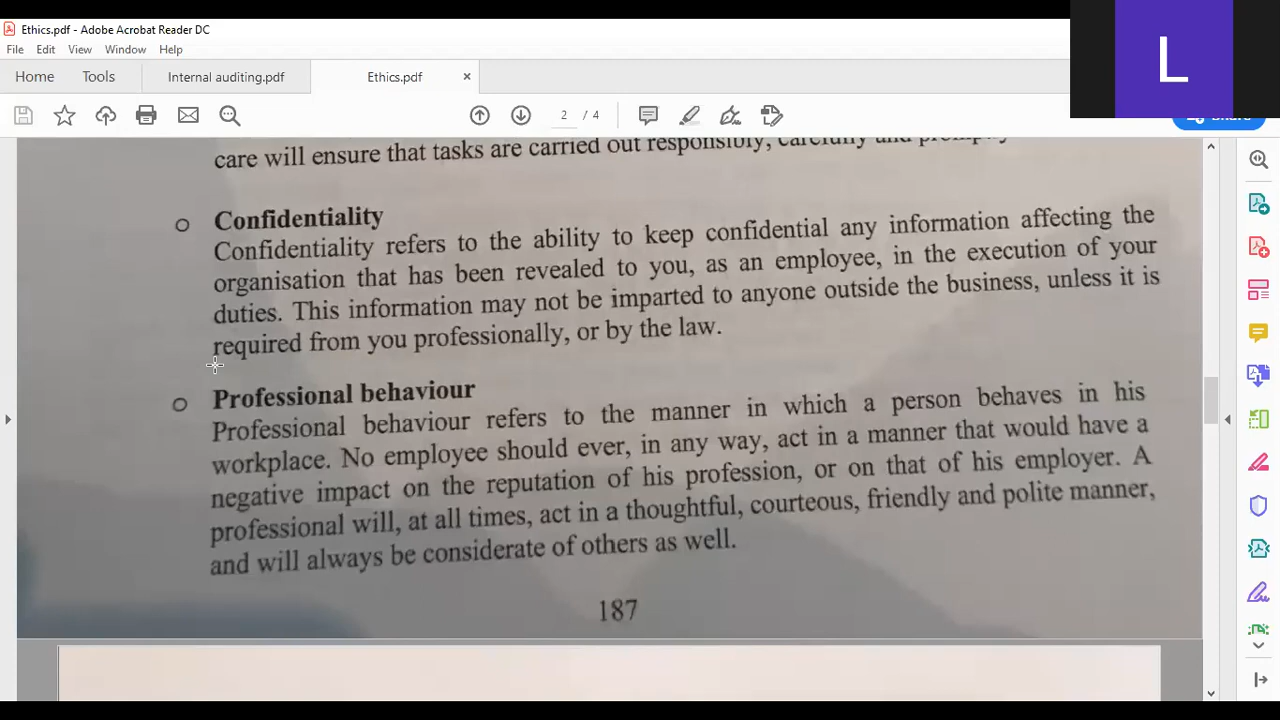 Ethics.pdf - Adobe Acrobat Reader DC
File Edit View Window Help
Home Tools Internal auditing.pdf Ethics.pdf ×
2 / 4
L
care will ensure that tasks are carried out responsibly, carefully and
Confidentiality
Confidentiality refers to the ability to keep confidential any information affecting the
organisation that has been revealed to you, as an employee, in the execution of your
duties. This information may not be imparted to anyone outside the business, unless it is
required from you professionally, or by the law.
Professional behaviour
Professional behaviour refers to the manner in which a person behaves in his
workplace. No employee should ever, in any way, act in a manner that would have a
negative impact on the reputation of his profession, or on that of his employer. A
professional will, at all times, act in a thoughtful, courteous, friendly and polite manner,
and will always be considerate of others as well.
187